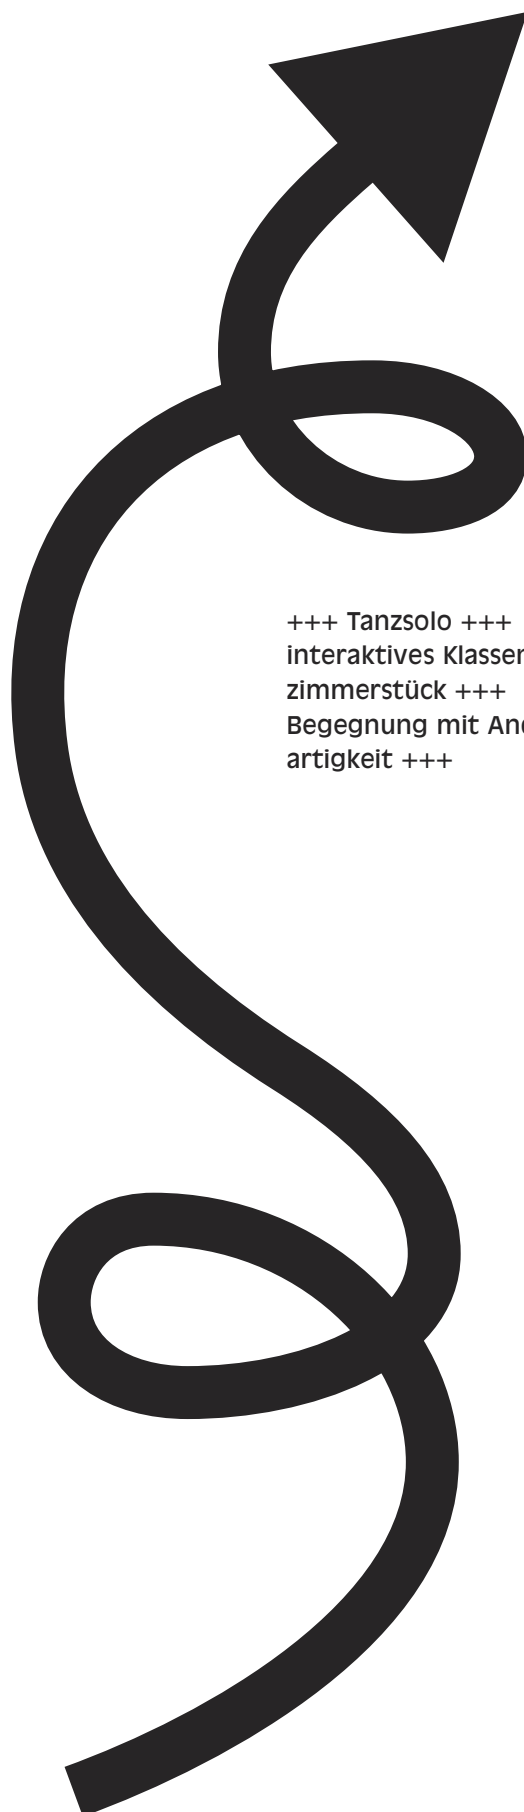 +++ Tanzsolo +++
interaktives Klassen
zimmerstück +++
Begegnung mit
artigkeit +++